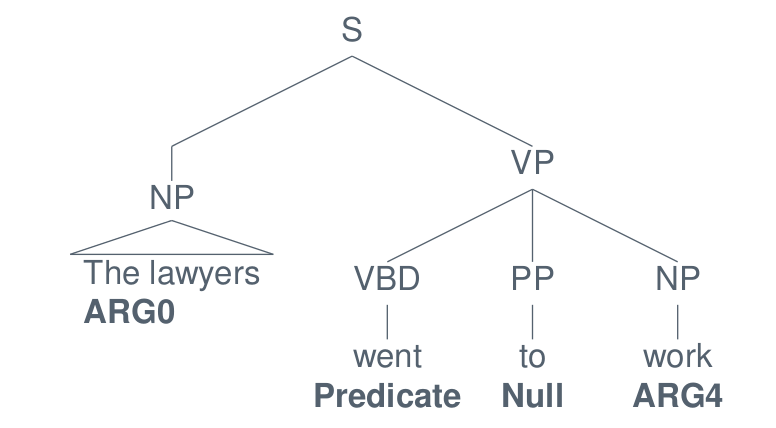 S
VP
NP
The lawyers
ARG0
VBD PP NP
went to work
Predicate Null ARG4